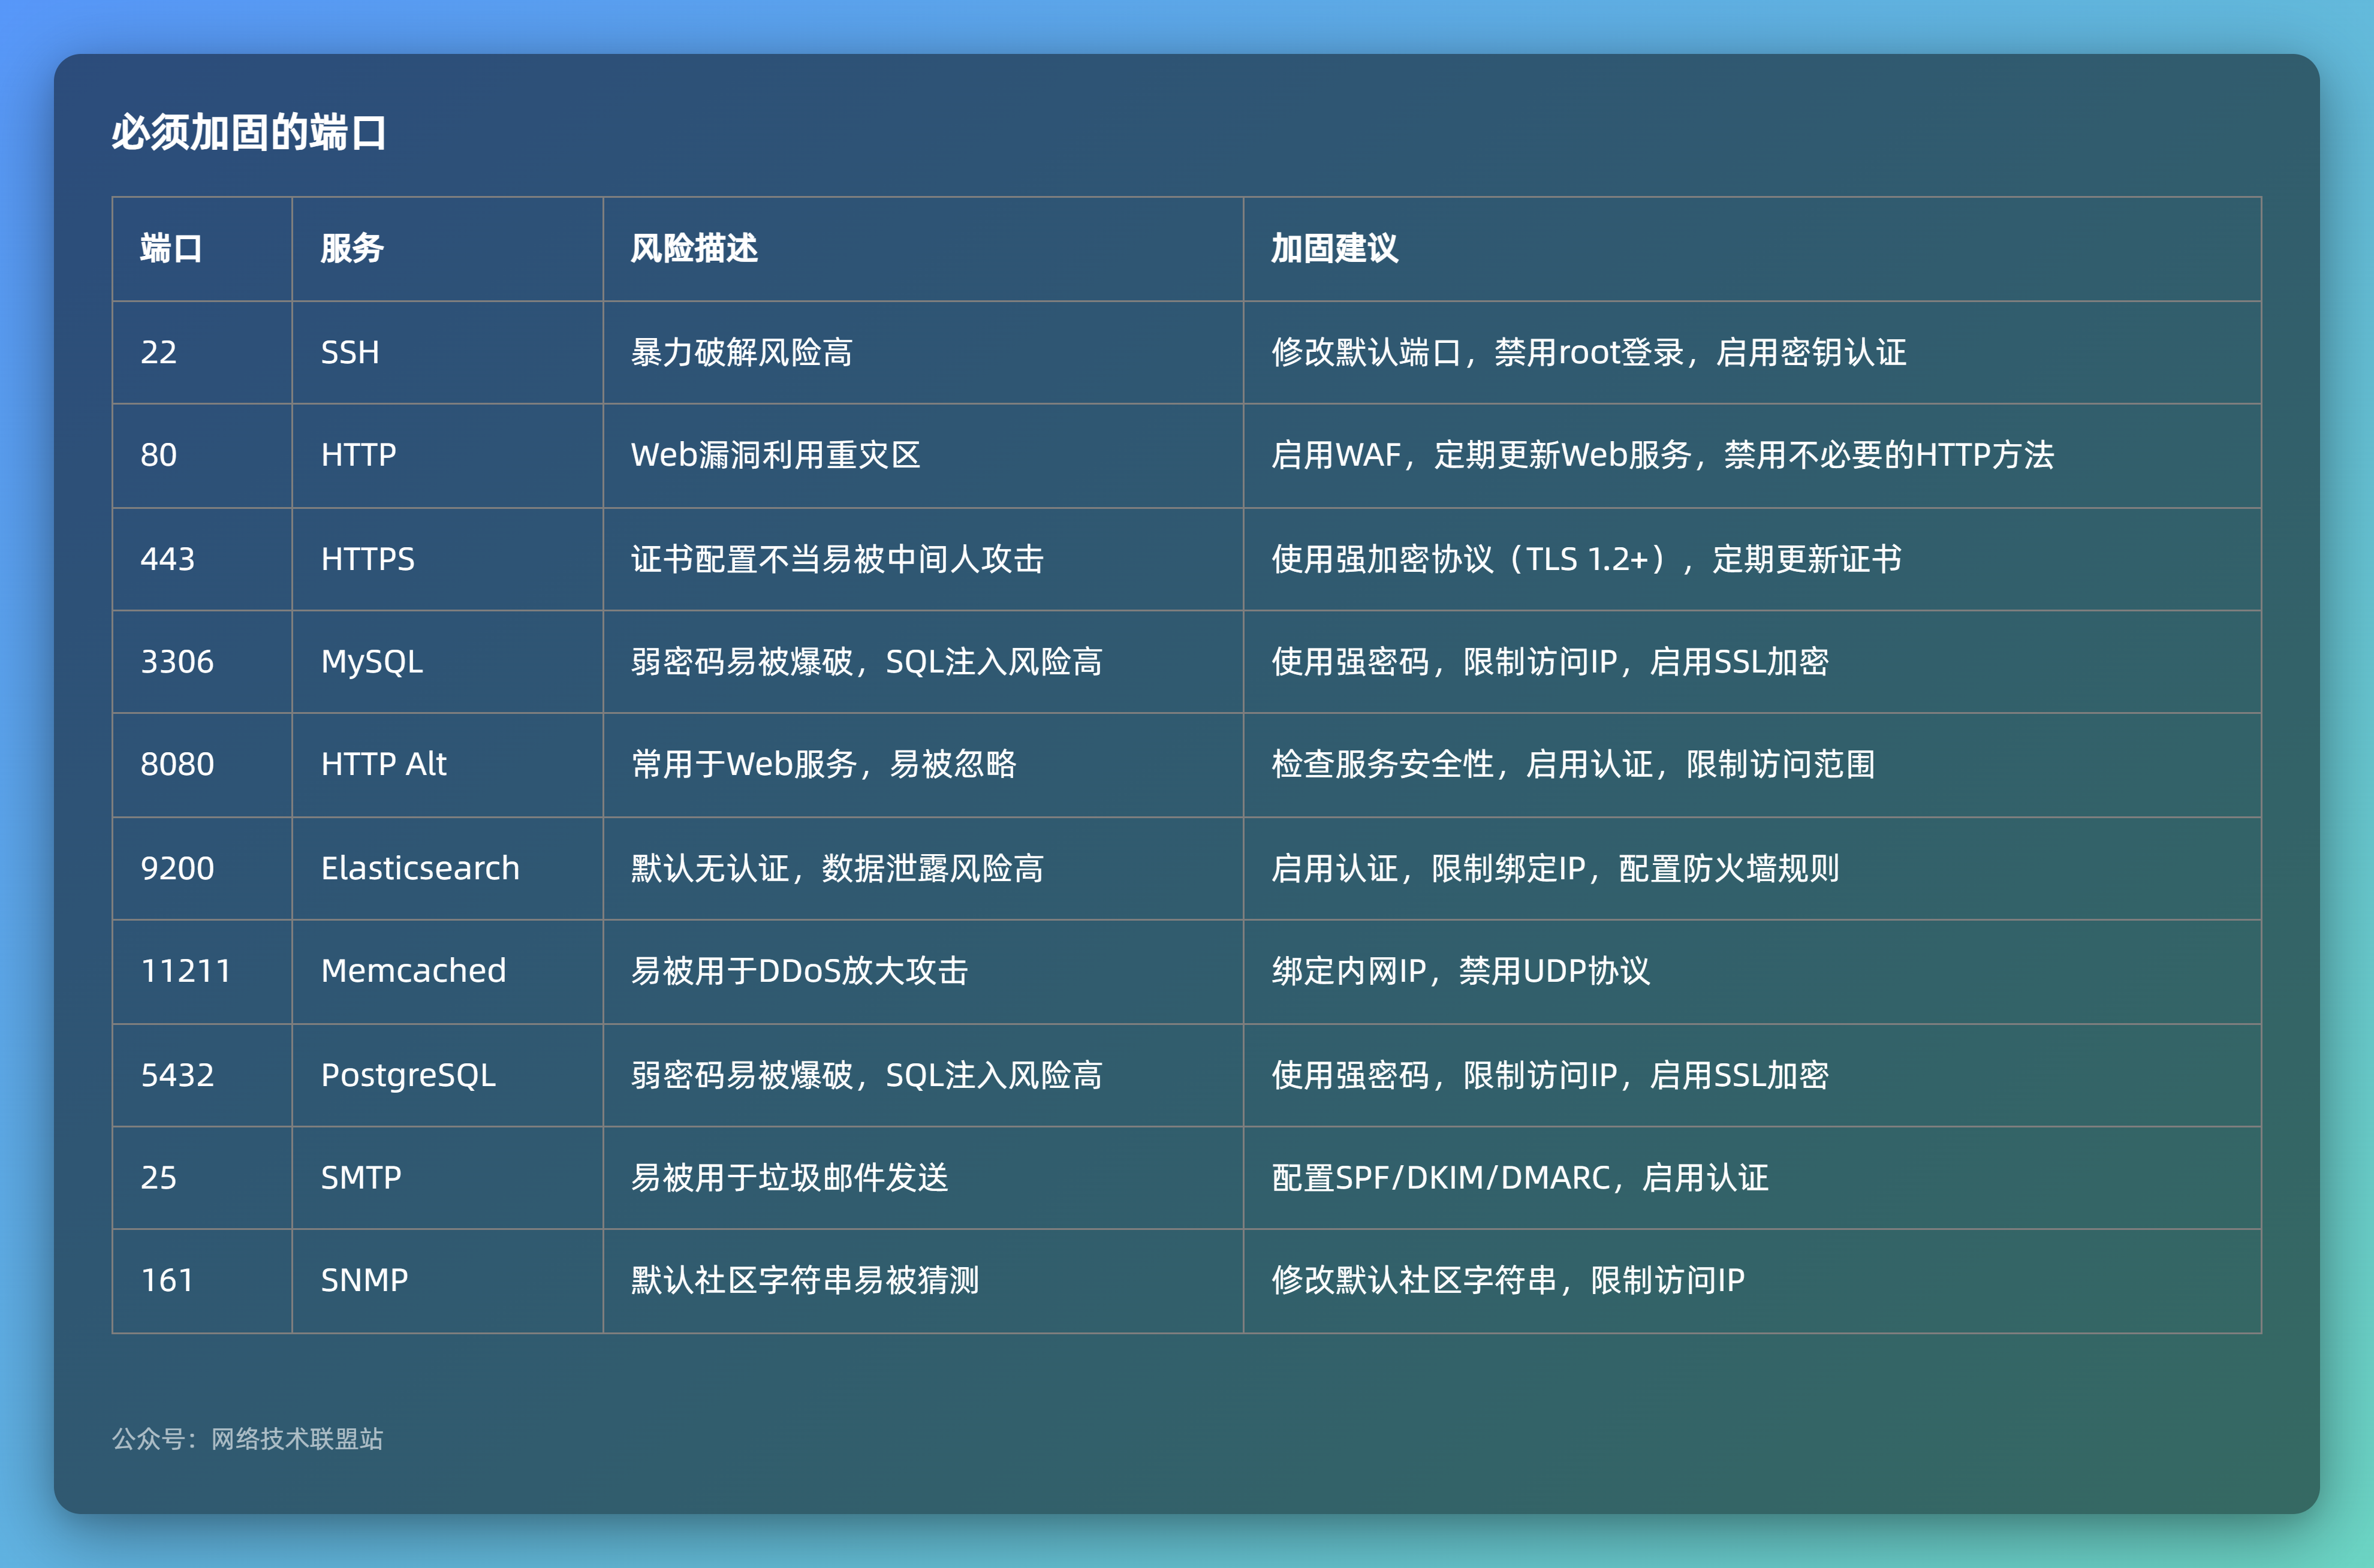 必须加固的端口
端口 服务 风险描述 加固建议
22 SSH 暴力破解风险高 修改默认端口，禁用root登录，启用密钥认证
80 HTTP Web漏洞利用重灾区 启用WAF，定期更新Web服务，禁用不必要的HTTP方法
443 HTTPS 证书配置不当易被中间人攻击 使用强加密协议（TLS 1.2+），定期更新证书
3306 MySQL 弱密码易被爆破，SQL注入风险高 使用强密码，限制访问IP，启用SSL加密
8080 HTTP Alt 常用于Web服务，易被忽略 检查服务安全性，启用认证，限制访问范围
9200 Elasticsearch 默认无认证，数据泄露风险高 启用认证，限制绑定IP，配置防火墙规则
11211 Memcached 易被用于DDoS放大攻击 绑定内网IP，禁用UDP协议
5432 PostgreSQL 弱密码易被爆破，SQL注入风险高 使用强密码，限制访问IP，启用SSL加密
25 SMTP 易被用于垃圾邮件发送 配置SPF/DKIM/DMARC，启用认证
161 SNMP 默认社区字符串易被猜测 修改默认社区字符串，限制访问IP
公众号：网络技术联盟站